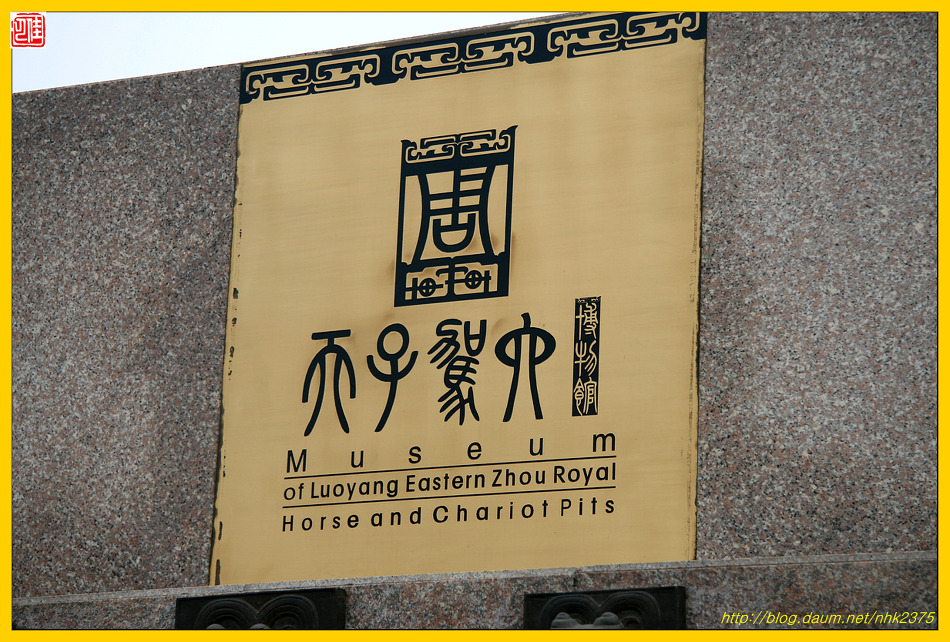 周
天子駕六
博物館
Museum
of Luoyang Eastern Zhou Royal
Horse and Chariot Pits
http://blog.daum.net/nhk2375